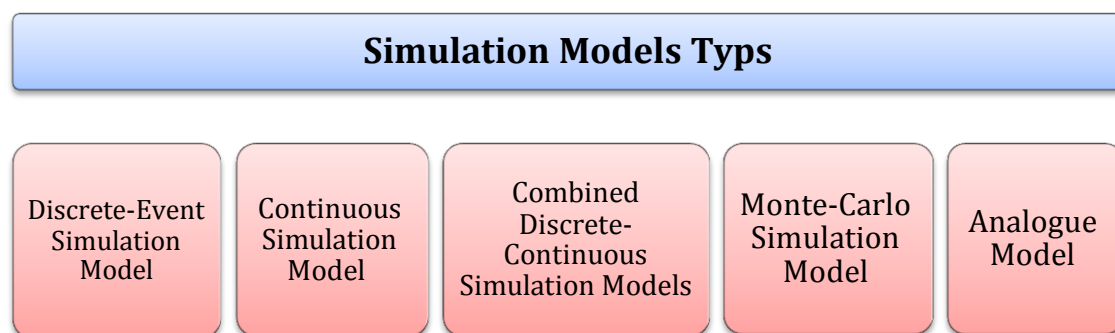 Simulation Models Typs
Discrete-Event
Simulation
Model
Continuous
Simulation
Model
Combined
Discrete-
Continuous
Simulation Models
Monte-Carlo
Simulation
Model
Analogue
Model